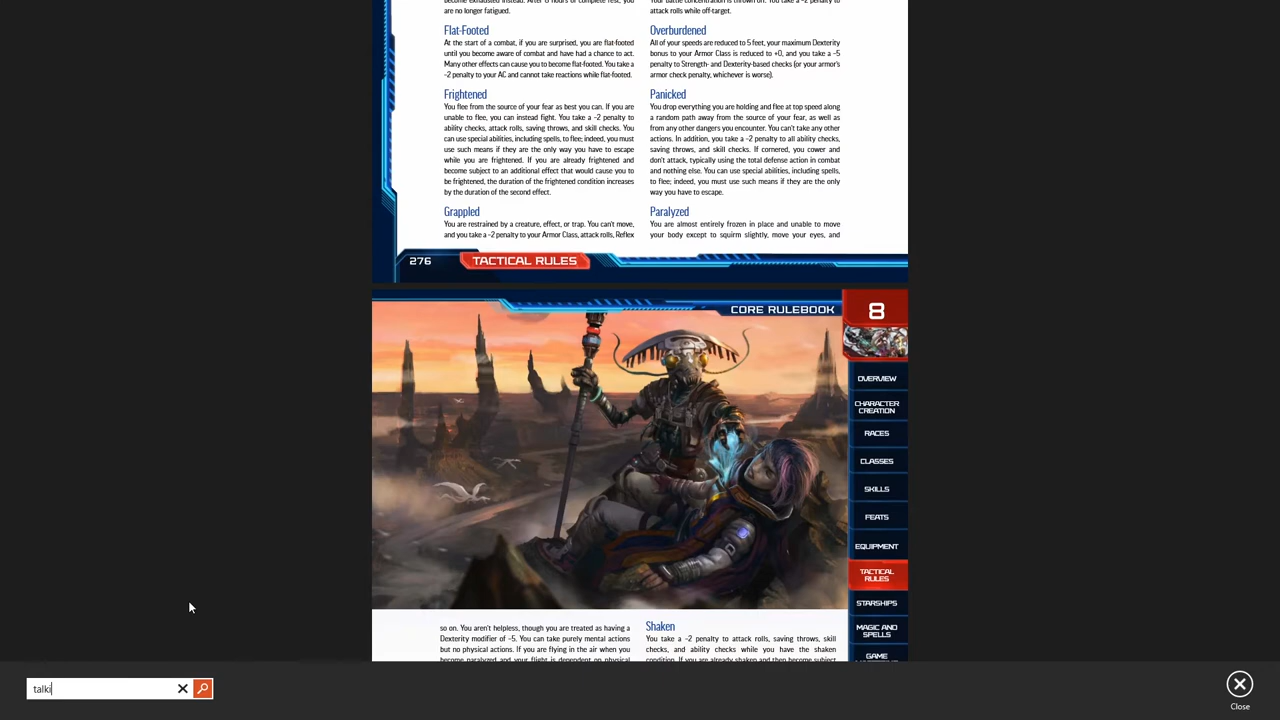 become exhausted instead. After 8 hours of complete rest, you
are no longer fatigued.
Flat-Footed
At the start of a combat, if you are surprised, you are flat-footed
until you become aware of combat and have had a chance to act.
Many other effects can cause you to become flat-footed. You take a
–2 penalty to your AC and cannot take reactions while flat-footed.
Frightened
You flee from the source of your fear as best you can. If you are
unable to flee, you can instead fight. You take a –2 penalty to
ability checks, attack rolls, saving throws, and skill checks. You
can use special abilities, including spells, to flee; indeed, you must
use such means if they are the only way you have to escape
while you are frightened. If you are already frightened and
become subject to an additional effect that would cause you to
be frightened, the duration of the frightened condition increases
by the duration of the second effect.
Grappled
You are restrained by a creature, effect, or trap. You can't move,
and you take a –2 penalty to your Armor Class, attack rolls, Reflex
Your battle concentration is thrown off. You take a –2 penalty to
attack rolls while off-target.
Overburdened
All of your speeds are reduced to 5 feet, your maximum Dexterity
bonus to your Armor Class is reduced to +0, and you take a –5
penalty to Strength- and Dexterity-based checks (or your armor's
armor check penalty, whichever is worse).
Panicked
You drop everything you are holding and flee at top speed along
a random path away from the source of your fear, as well as
from any other dangers you encounter. You can't take any other
actions. In addition, you take a –2 penalty to all ability checks,
saving throws, and skill checks. If cornered, you cower and
don't attack, typically using the total defense action in combat
and nothing else. You can use special abilities, including spells,
to flee; indeed, you must use such means if they are the only
way you have to escape.
Paralyzed
You are almost entirely frozen in place and unable to move
your body except to squirm slightly, move your eyes, and
276
TACTICAL RULES
CORE RULEBOOK
8
OVERVIEW
CHARACTER
CREATION
RACES
CLASSES
SKILLS
FEATS
EQUIPMENT
TACTICAL
RULES
STARSHIPS
MAGIC AND
SPELLS
GAME
so on. You aren't helpless, though you are treated as having a
Dexterity modifier of –5. You can take purely mental actions
but no physical actions. If you are flying in the air when you
become paralyzed and your flight is dependent on physical
Shaken
You take a –2 penalty to attack rolls, saving throws, skill
checks, and ability checks while you have the shaken
condition. If you are already shaken and then become subject
talki
Close